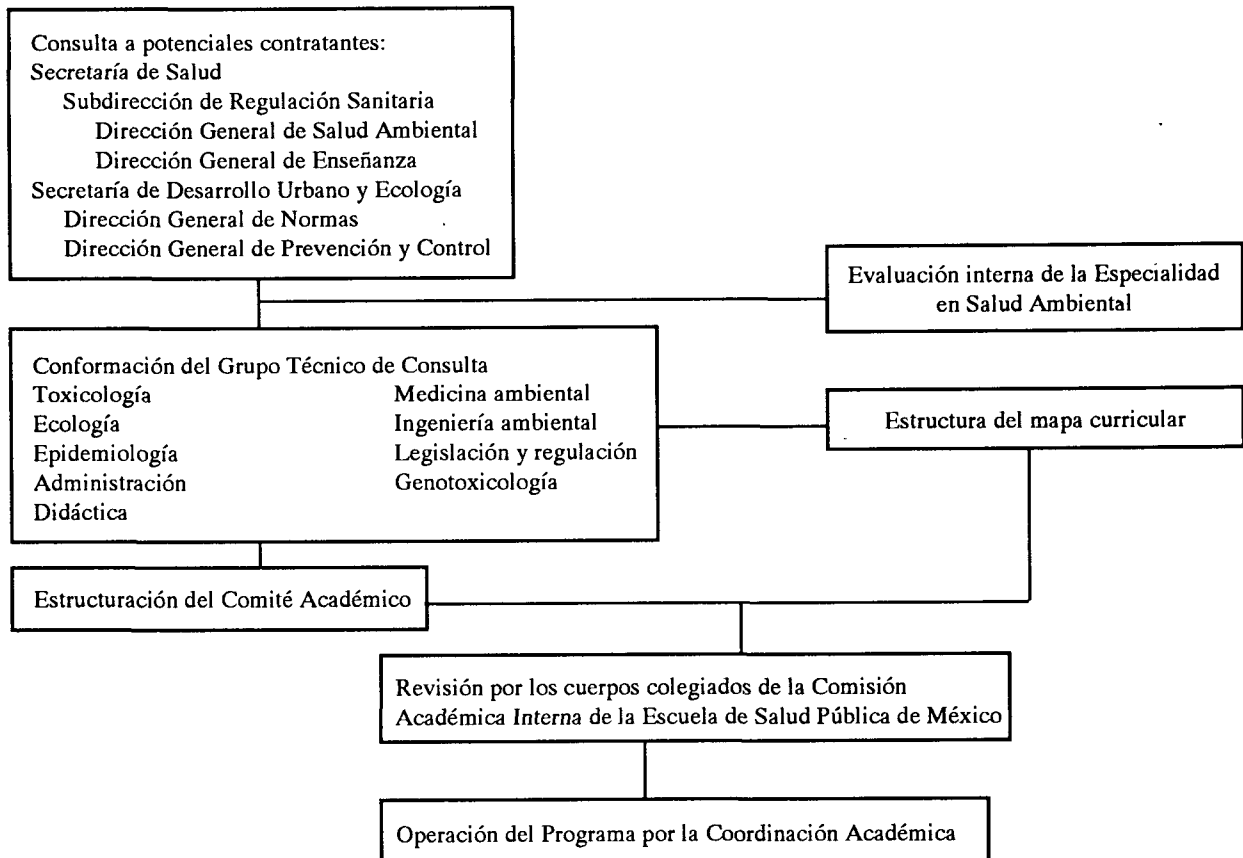 Consulta a potenciales contratantes:
Secretaría de Salud
Subdirección de Regulación Sanitaria
Dirección General de Salud Ambiental
Dirección General de Enseñanza
Secretaría de Desarrollo Urbano y Ecología
Dirección General de Normas
Dirección General de Prevención y Control
Evaluación interna de la Especialidad
en Salud Ambiental
Conformación del Grupo Técnico de Consulta
Toxicología Medicina ambiental
Ecología Ingeniería ambiental
Epidemiología Legislación y regulación
Administración Genotoxicología
Didáctica
Estructura del mapa curricular
Estructuración del Comité Académico
Revisión por los cuerpos colegiados de la Comisión
Académica Interna de la Escuela de Salud Pública de México
Operación del Programa por la Coordinación Académica